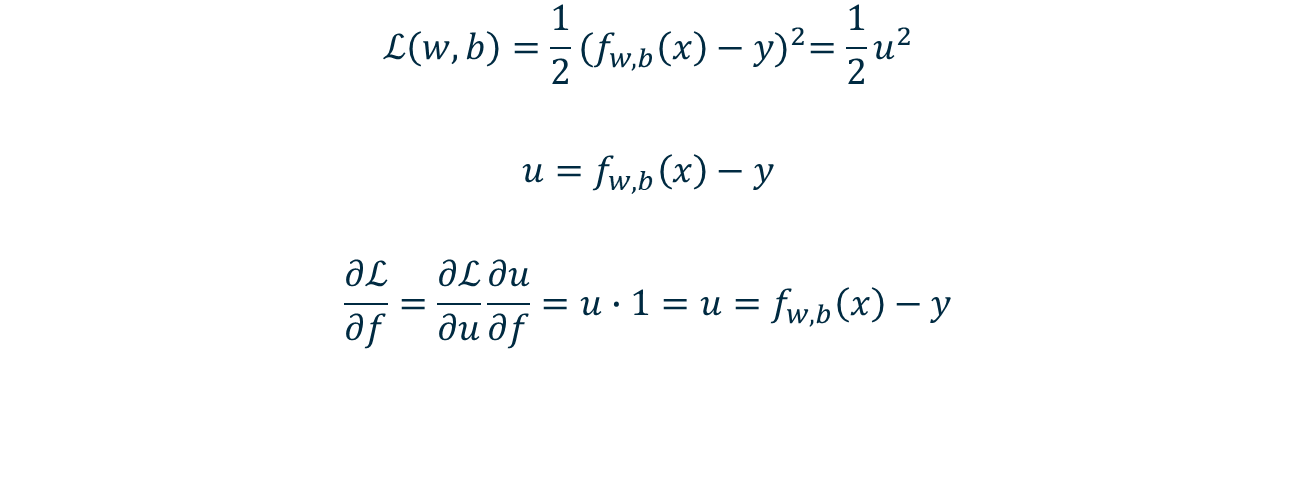 ℒ(w, b) = 1/2 (f_{w,b}(x) − y)² = 1/2 u²
u = f_{w,b}(x) − y
∂ℒ/∂f = ∂ℒ/∂u ∂u/∂f = u · 1 = u = f_{w,b}(x) − y